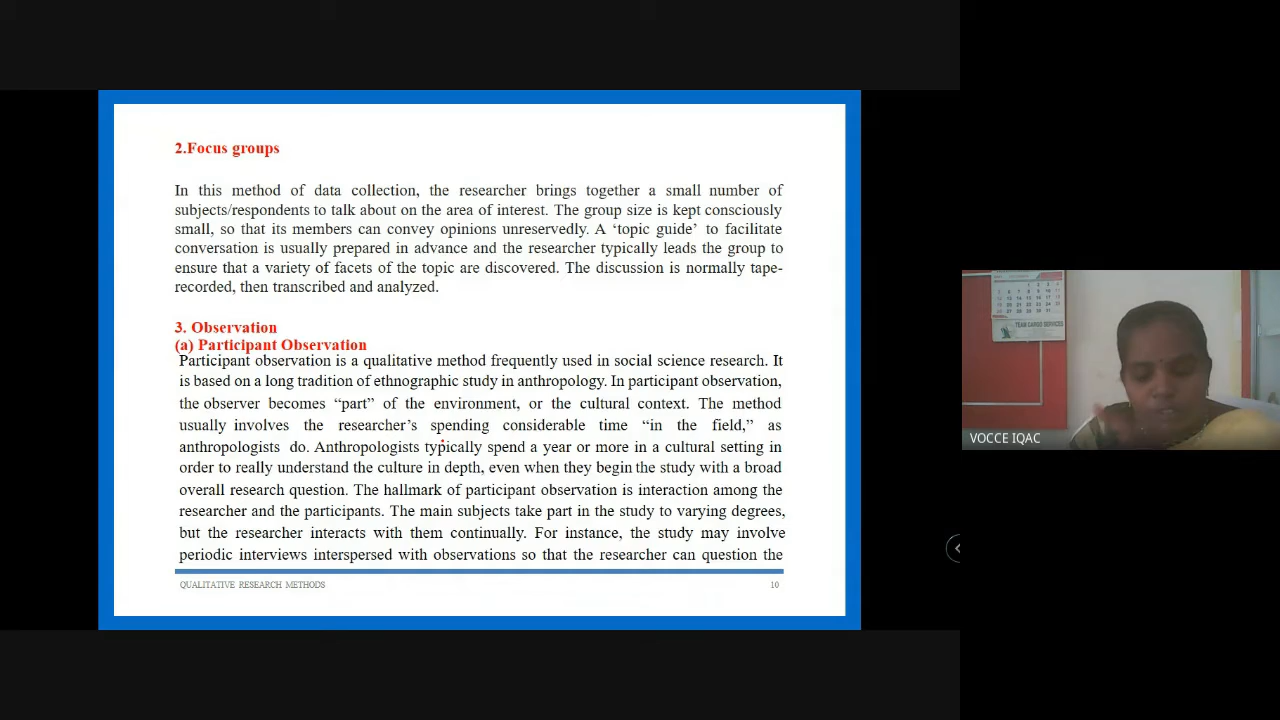 2.Focus groups
In this method of data collection, the researcher brings together a small number of
subjects/respondents to talk about on the area of interest. The group size is kept consciously
small, so that its members can convey opinions unreservedly. A ‘topic guide’ to facilitate
conversation is usually prepared in advance and the researcher typically leads the group to
ensure that a variety of facets of the topic are discovered. The discussion is normally tape-
recorded, then transcribed and analyzed.
3. Observation
(a) Participant Observation
Participant observation is a qualitative method frequently used in social science research. It
is based on a long tradition of ethnographic study in anthropology. In participant observation,
the observer becomes “part” of the environment, or the cultural context. The method
usually involves the researcher’s spending considerable time “in the field,” as
anthropologists do. Anthropologists typically spend a year or more in a cultural setting in
order to really understand the culture in depth, even when they begin the study with a broad
overall research question. The hallmark of participant observation is interaction among the
researcher and the participants. The main subjects take part in the study to varying degrees,
but the researcher interacts with them continually. For instance, the study may involve
periodic interviews interspersed with observations so that the researcher can question the
QUALITATIVE RESEARCH METHODS 10
TEAM CARGO SERVICES
VOCCE IQAC